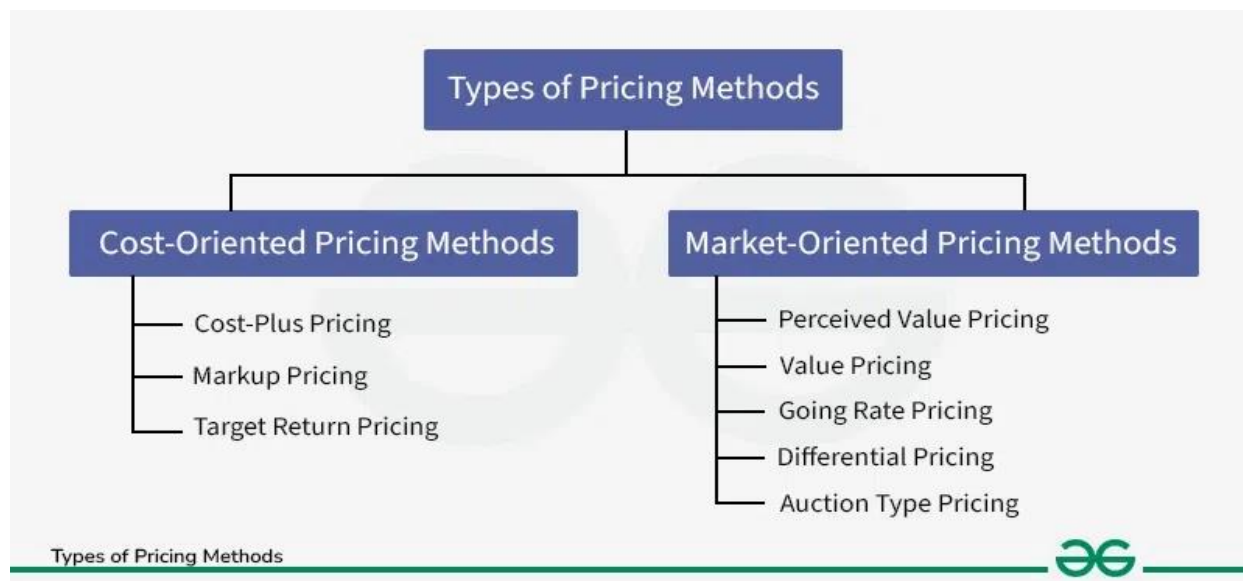 Types of Pricing Methods
Cost-Oriented Pricing Methods
Cost-Plus Pricing
Markup Pricing
Target Return Pricing
Market-Oriented Pricing Methods
Perceived Value Pricing
Value Pricing
Going Rate Pricing
Differential Pricing
Auction Type Pricing
Types of Pricing Methods